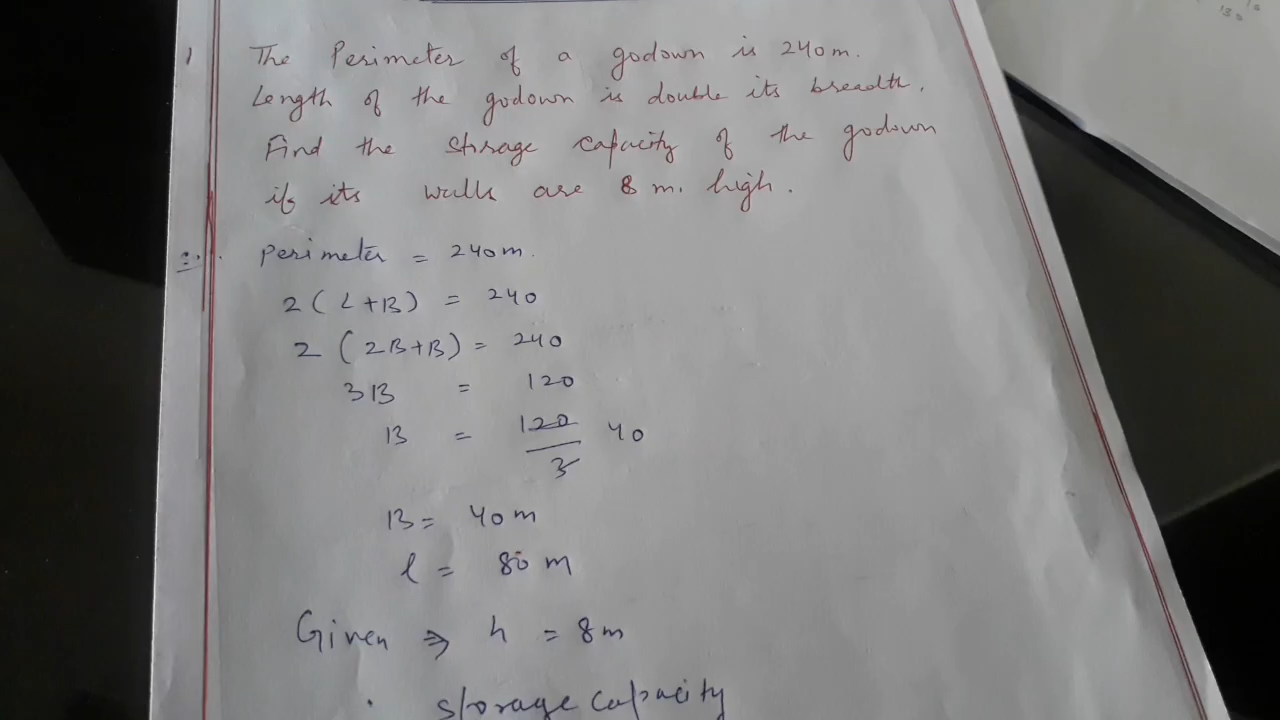 1 The Perimeter of a godown is 240m.
Length of the godown is double its breadth.
Find the storage capacity of the godown
if its walls are 8 m. high.
Perimeter = 240m.
2(L+B) = 240
2(2B+B) = 240
3B = 120
B = 120/3 40
B = 40m
l = 80 m
Given ⇒ h = 8m
storage capacity